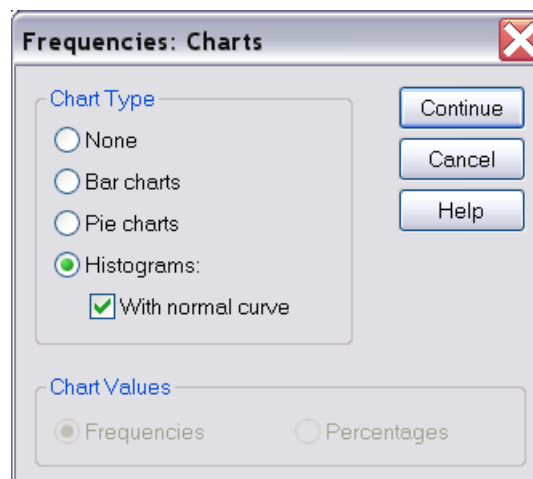 Frequencies: Charts
Chart Type
None
Bar charts
Pie charts
Histograms:
With normal curve
Continue
Cancel
Help
Chart Values
Frequencies
Percentages